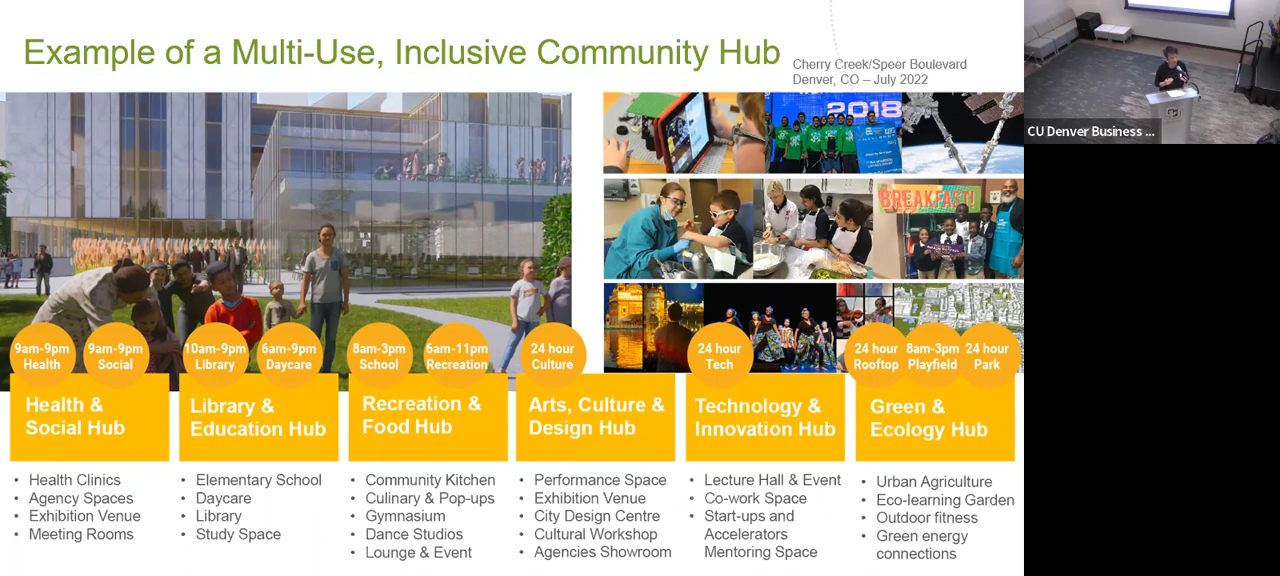 Example of a Multi-Use, Inclusive Community Hub
Cherry Creek/Speer Boulevard
Denver, CO – July 2022
2018
BREAKFAST!
CU Denver Business ...
9am-9pm
Health
9am-9pm
Social
10am-9pm
Library
6am-9pm
Daycare
8am-3pm
School
6am-11pm
Recreation
24 hour
Culture
24 hour
Tech
24 hour
Rooftop
8am-3pm
Playfield
24 hour
Park
Health &
Social Hub
Library &
Education Hub
Recreation &
Food Hub
Arts, Culture &
Design Hub
Technology &
Innovation Hub
Green &
Ecology Hub
• Health Clinics
• Agency Spaces
• Exhibition Venue
• Meeting Rooms
• Elementary School
• Daycare
• Library
• Study Space
• Community Kitchen
• Culinary & Pop-ups
• Gymnasium
• Dance Studios
• Lounge & Event
• Performance Space
• Exhibition Venue
• City Design Centre
• Cultural Workshop
• Agencies Showroom
• Lecture Hall & Event
• Co-work Space
• Start-ups and
Accelerators
Mentoring Space
• Urban Agriculture
• Eco-learning Garden
• Outdoor fitness
• Green energy
connections